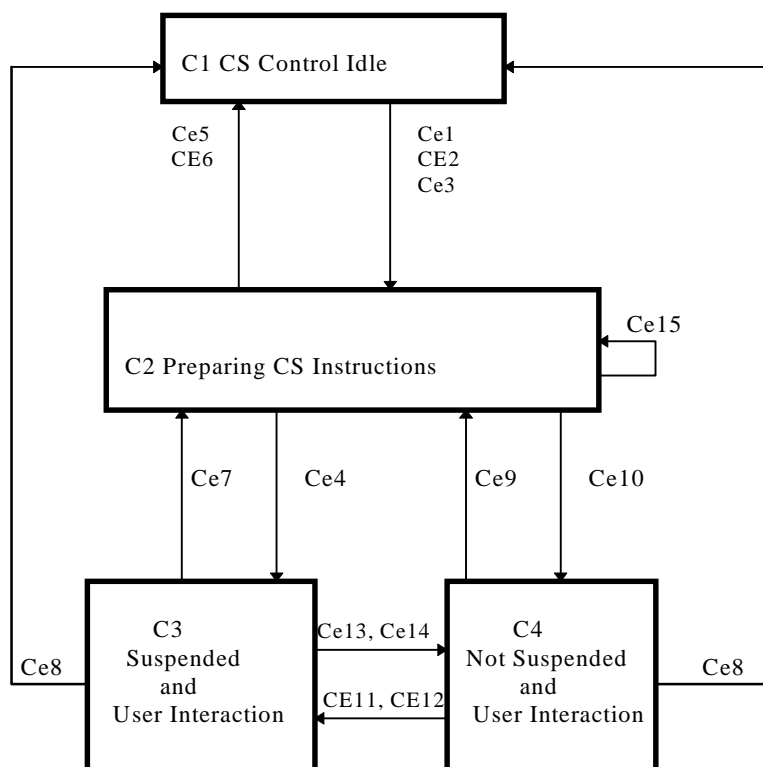 C1 CS Control Idle
Ce5
CE6
Ce1
CE2
Ce3
Ce15
C2 Preparing CS Instructions
Ce7
Ce4
Ce9
Ce10
C3
Suspended
and
User Interaction
Ce13, Ce14
CE11, CE12
C4
Not Suspended
and
User Interaction
Ce8
Ce8